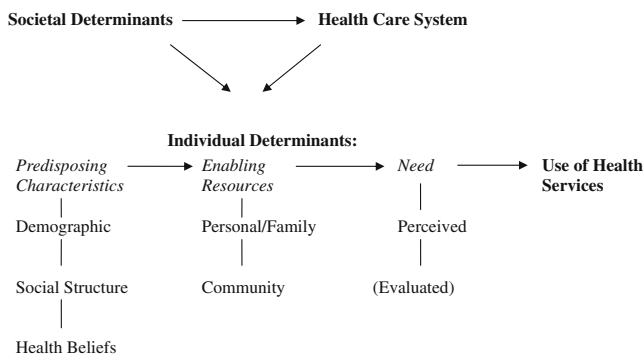 Societal Determinants Health Care System
Individual Determinants:
Predisposing Enabling Need Use of Health
Characteristics Resources Services
Demographic Personal/Family Perceived
Social Structure Community (Evaluated)
Health Beliefs